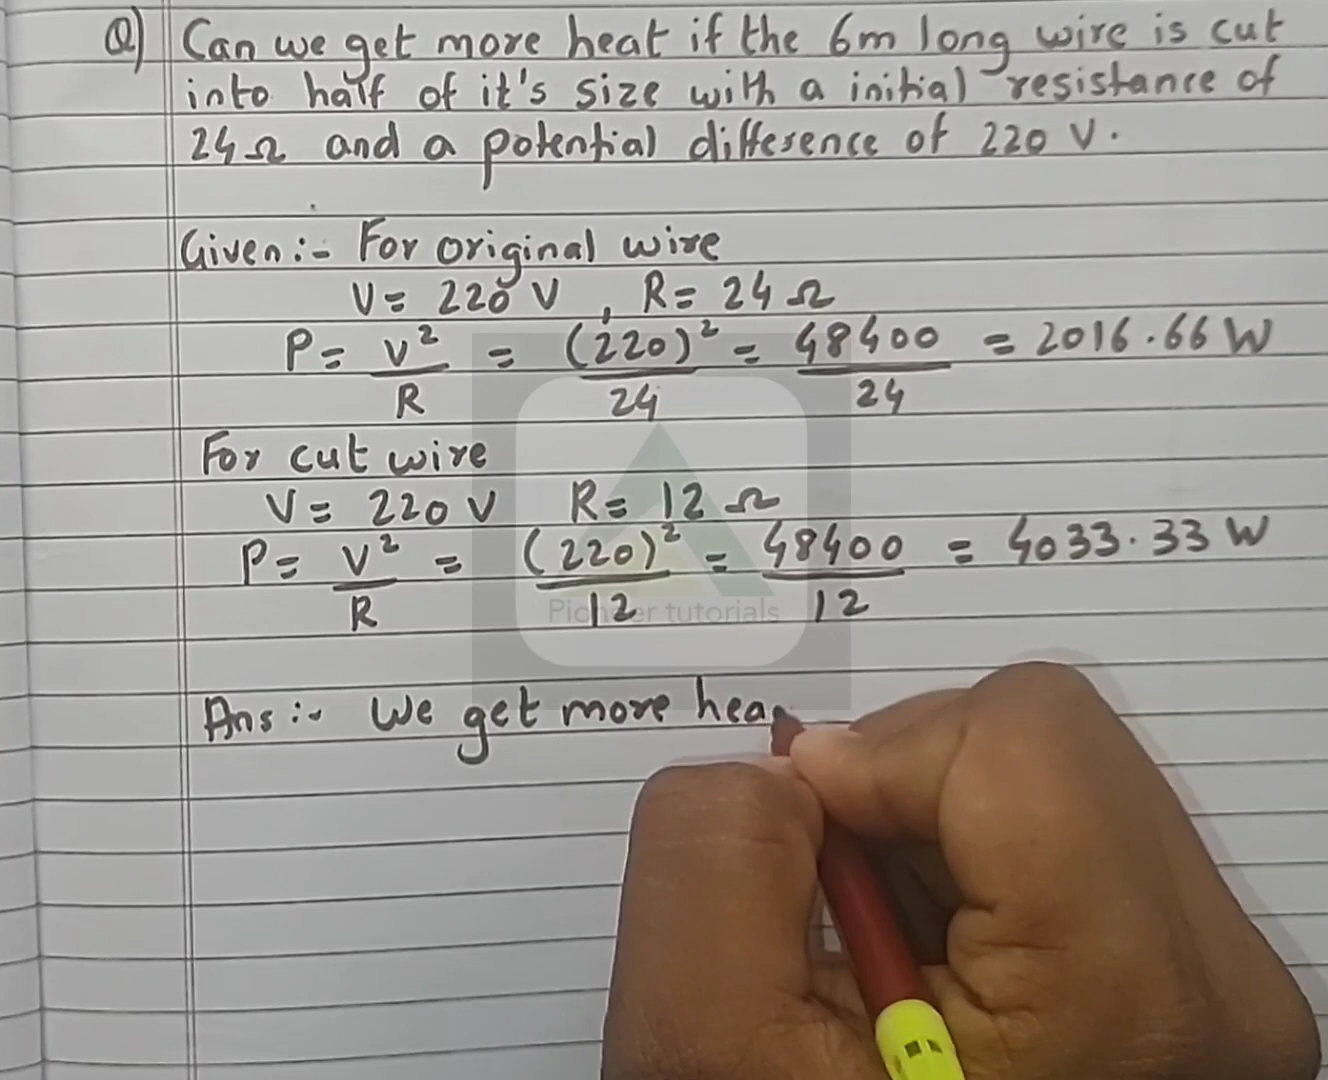 Q) Can we get more heat if the 6m long wire is cut
into half of it's size with a initial resistance of
24Ω and a potential difference of 220 V.
Given :- For original wire
V = 220 V , R = 24 Ω
P = V² / R = (220)² / 24 = 48400 / 24 = 2016.66 W
For cut wire
V = 220 V R = 12 Ω
P = V² / R = (220)² / 12 = 48400 / 12 = 4033.33 W
Pioneer tutorials
Ans :- We get more hea